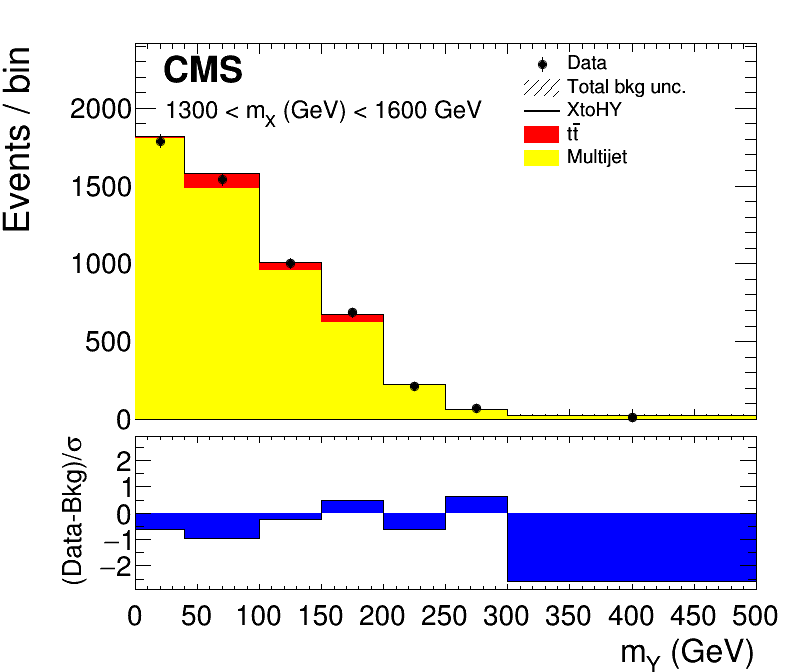 Events / bin
CMS
1300 < mX (GeV) < 1600 GeV
Data
Total bkg unc.
XtoHY
tt̄
Multijet
2000
1500
1000
500
0
(Data-Bkg)/σ
2
1
0
−1
−2
0 50 100 150 200 250 300 350 400 450 500
mY (GeV)